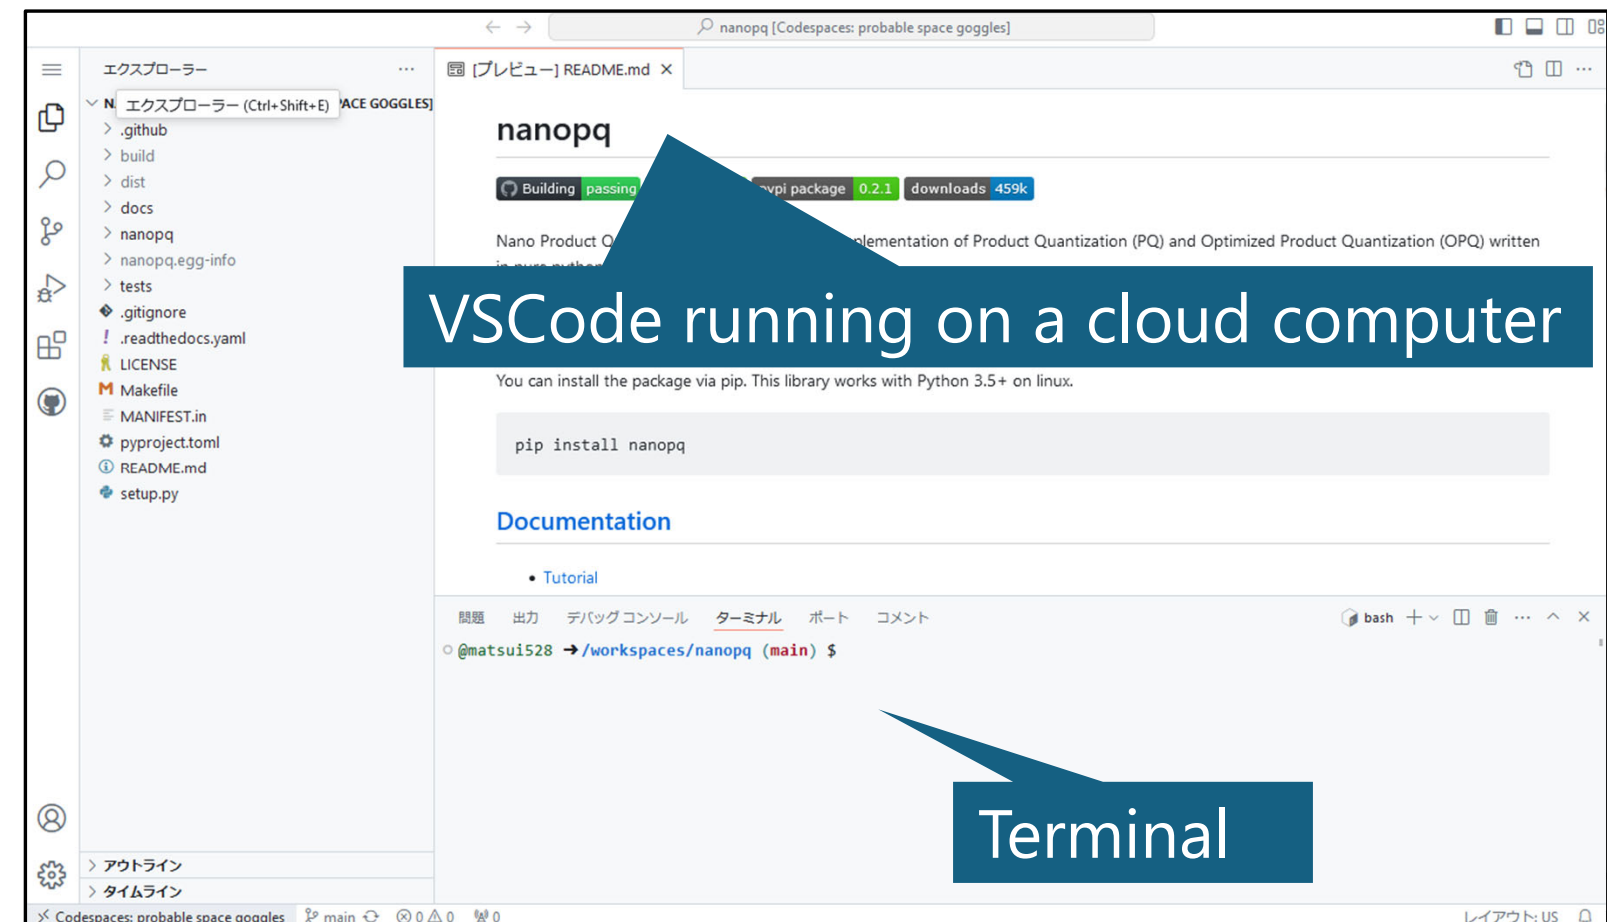 nanopq [Codespaces: probable space goggles]
エクスプローラー
[プレビュー] README.md
エクスプローラー (Ctrl+Shift+E)
ACE GOGGLES]
.github
build
dist
docs
nanopq
nanopq.egg-info
tests
.gitignore
.readthedocs.yaml
LICENSE
Makefile
MANIFEST.in
pyproject.toml
README.md
setup.py
アウトライン
タイムライン
nanopq
Building passing
package 0.2.1 downloads 459k
Nano Product
of Product Quantization (PQ) and Optimized Product Quantization (OPQ) written
VSCode running on a cloud computer
You can install the package via pip. This library works with Python 3.5+ on linux.
pip install nanopq
Documentation
• Tutorial
問題 出力 デバッグ コンソール ターミナル ポート コメント
bash
@matsui528 ➜ /workspaces/nanopq (main) $
Terminal
Codespaces: probable space goggles main 0 0 0
レイアウト: US